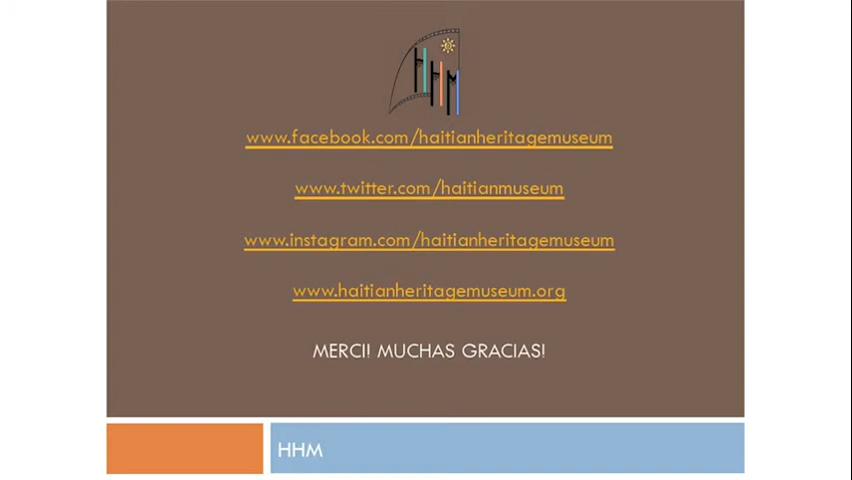 HHM
www.facebook.com/haitianheritagemuseum
www.twitter.com/haitianmuseum
www.instagram.com/haitianheritagemuseum
www.haitianheritagemuseum.org
MERCI! MUCHAS GRACIAS!
HHM